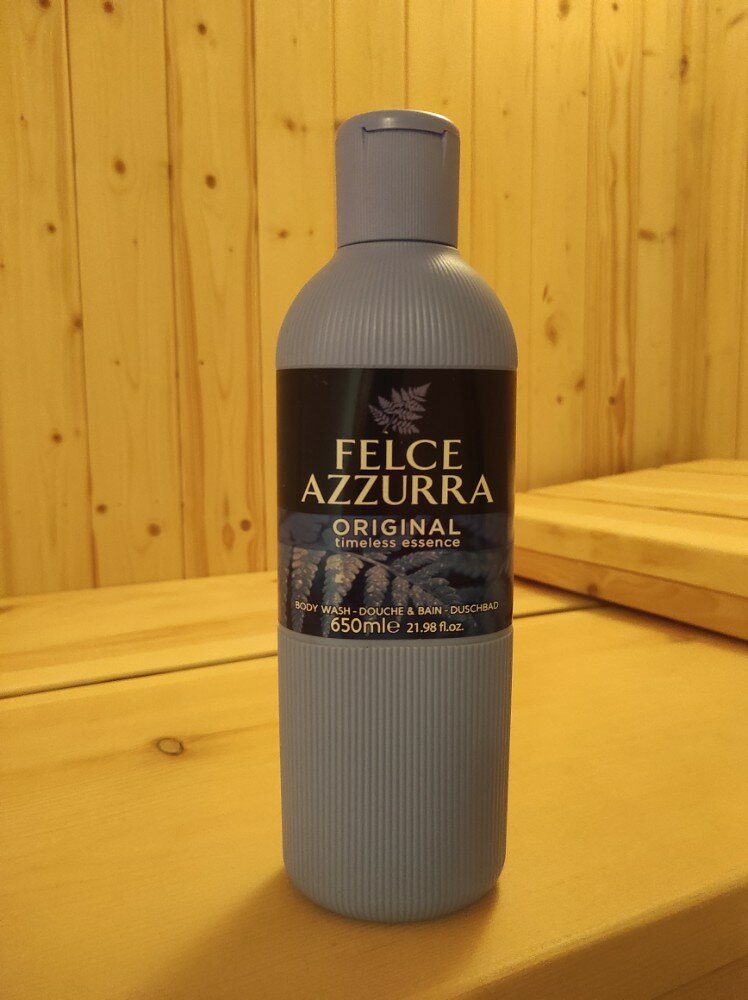 FELCE
AZZURRA
ORIGINAL
timeless essence
BODY WASH - DOUCHE & BAIN - DUSCHBAD
650ml℮ 21.98 fl.oz.